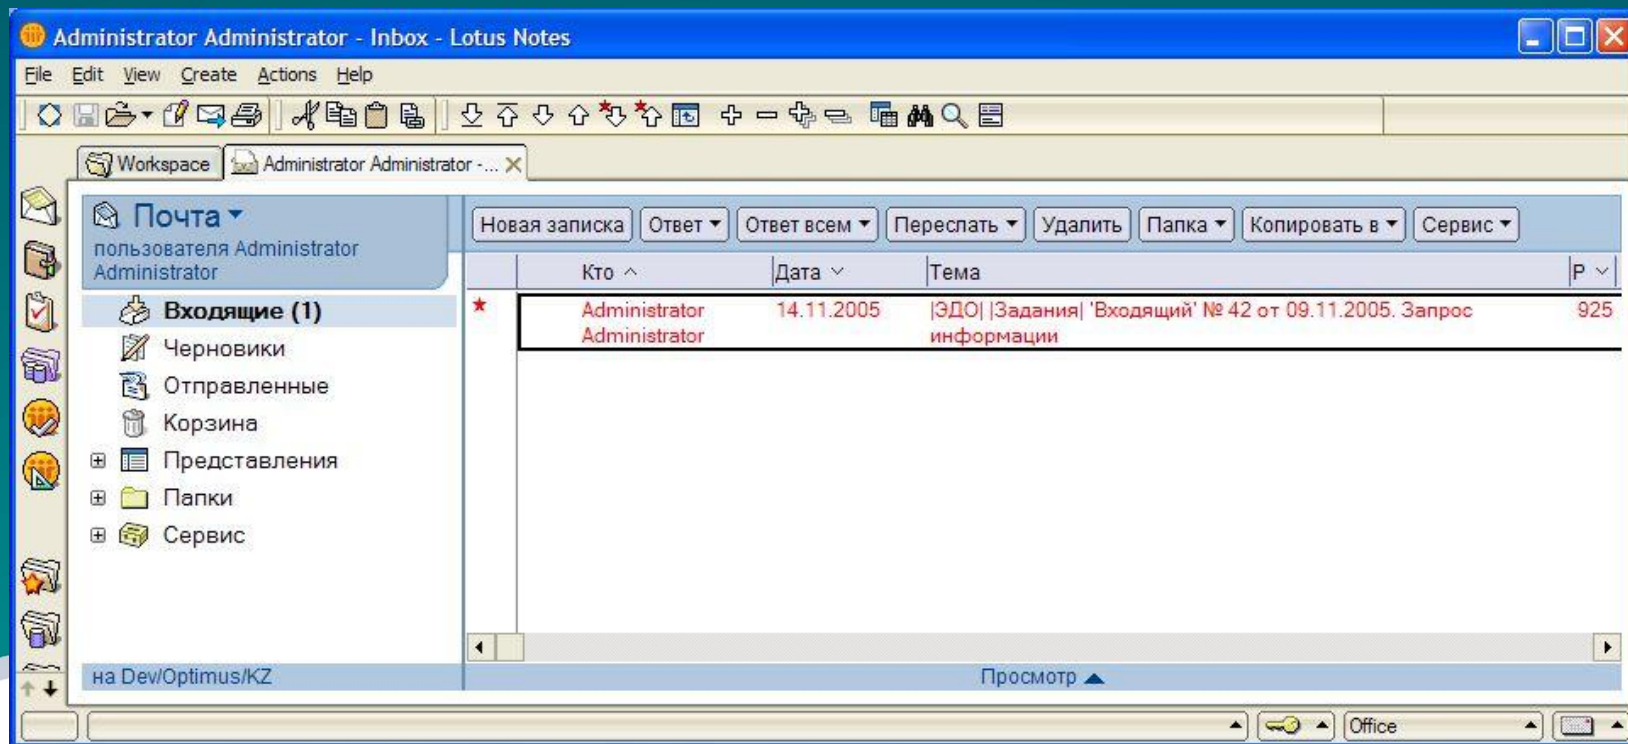 Administrator Administrator - Inbox - Lotus Notes
File Edit View Create Actions Help
Workspace Administrator Administrator -...
Почта
пользователя Administrator
Administrator
Новая записка Ответ Ответ всем Переслать Удалить Папка Копировать в Сервис
Кто Дата Тема Р
Входящие (1)
Черновики
Отправленные
Корзина
Представления
Папки
Сервис
Administrator 14.11.2005 |ЭДО| |Задания| 'Входящий' № 42 от 09.11.2005. Запрос 925
Administrator информации
на Dev/Optimus/KZ
Просмотр
Office